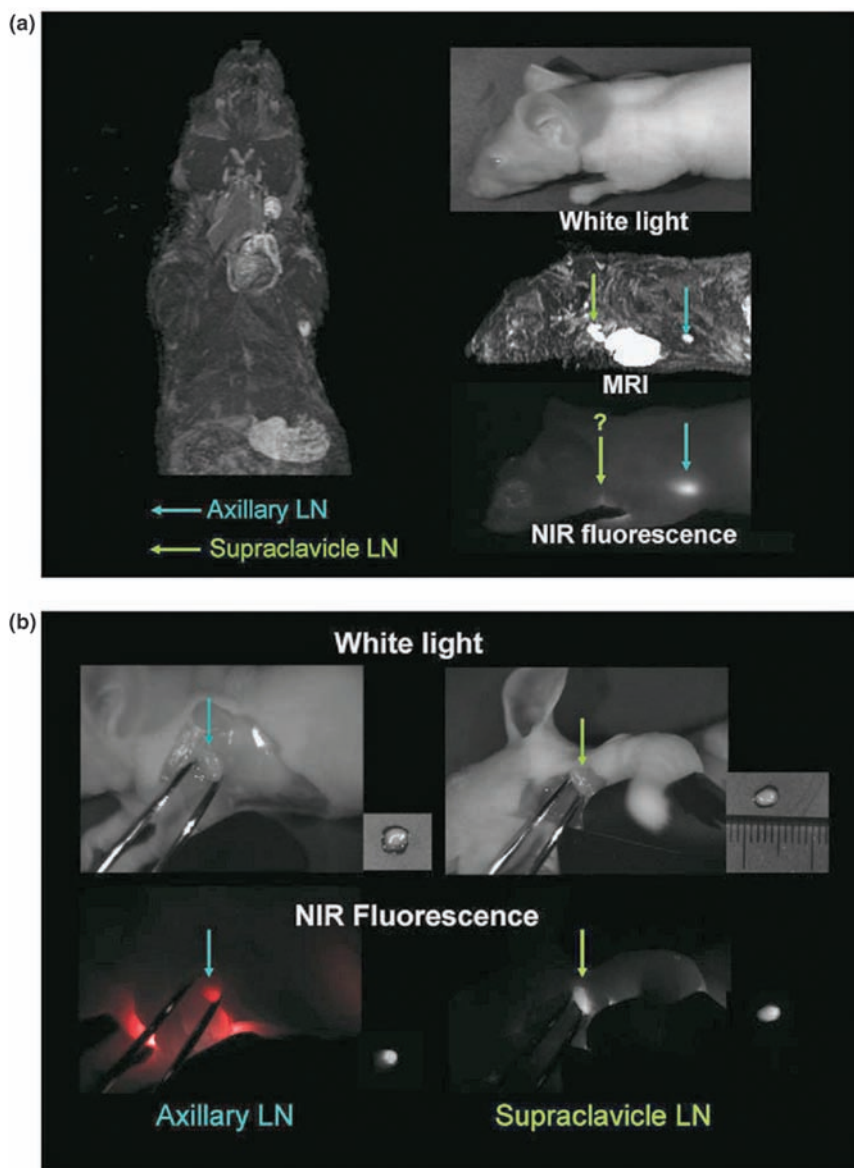 (a)
White light
MRI
?
NIR fluorescence
Axillary LN
Supraclavicle LN
(b)
White light
NIR Fluorescence
Axillary LN
Supraclavicle LN